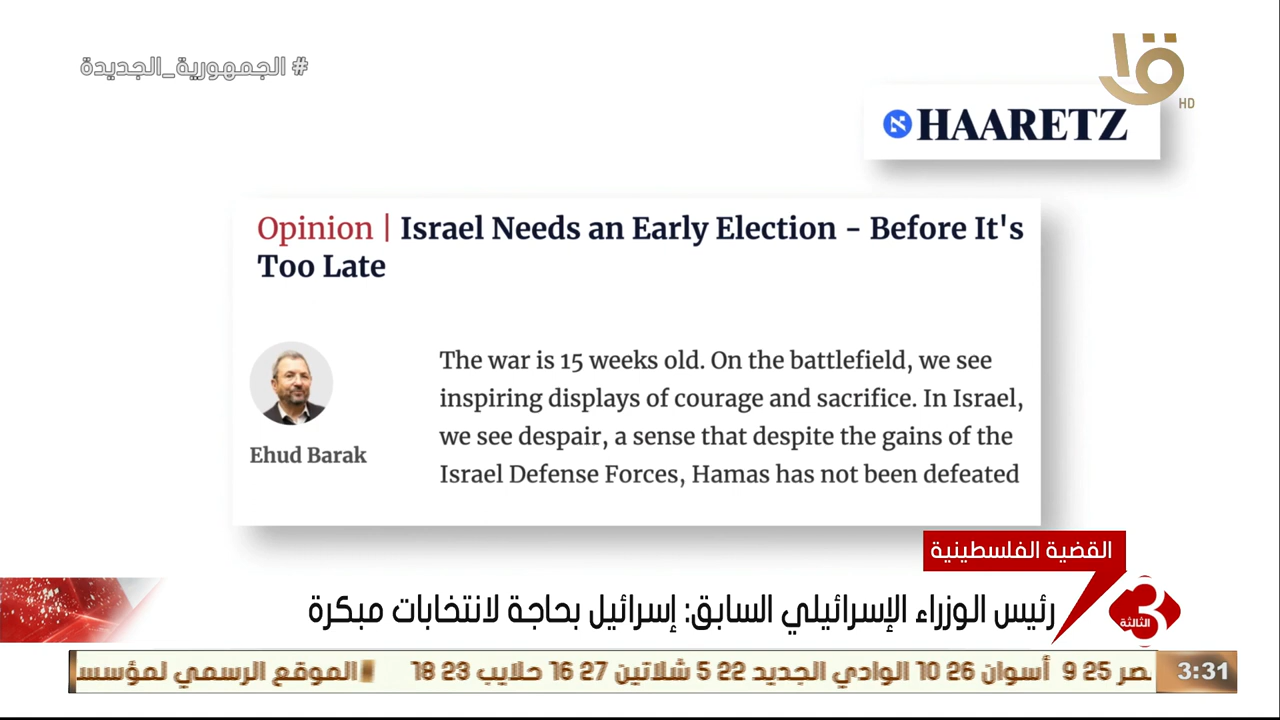 # الجمهورية_الجديدة
HD
HAARETZ
Opinion | Israel Needs an Early Election - Before It's
Too Late
The war is 15 weeks old. On the battlefield, we see
inspiring displays of courage and sacrifice. In Israel,
we see despair, a sense that despite the gains of the
Israel Defense Forces, Hamas has not been defeated
Ehud Barak
القضية الفلسطينية
رئيس الوزراء الإسرائيلي السابق: إسرائيل بحاجة لانتخابات مبكرة
3
الثالثة
3:31
25 9 أسوان 26 10 الوادي الجديد 22 5 شلاتين 27 16 حلايب 23 18 الموقع الرسمي